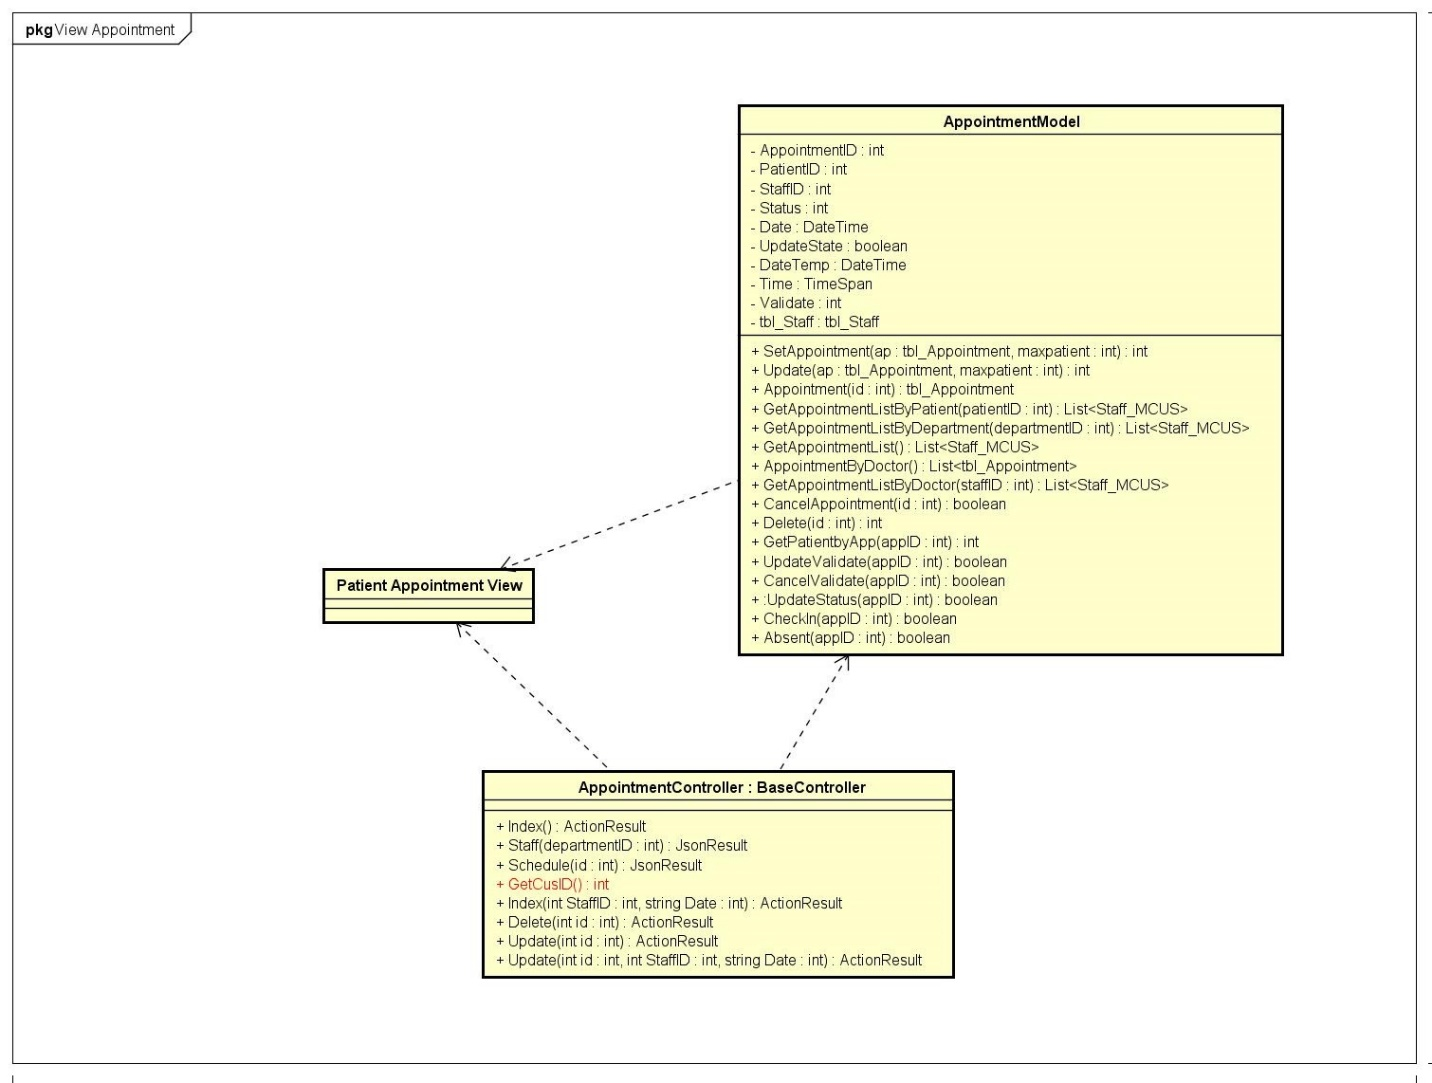 pkg View Appointment
AppointmentModel
- AppointmentID : int
- PatientID : int
- StaffID : int
- Status : int
- Date : DateTime
- UpdateState : boolean
- DateTemp : DateTime
- Time : TimeSpan
- Validate : int
- tbl_Staff : tbl_Staff
+ SetAppointment(ap : tbl_Appointment, maxpatient : int) : int
+ Update(ap : tbl_Appointment, maxpatient : int) : int
+ Appointment(id : int) : tbl_Appointment
+ GetAppointmentListByPatient(patientID : int) : List<Staff_MCUS>
+ GetAppointmentListByDepartment(departmentID : int) : List<Staff_MCUS>
+ GetAppointmentList() : List<Staff_MCUS>
+ AppointmentByDoctor() : List<tbl_Appointment>
+ GetAppointmentListByDoctor(staffID : int) : List<Staff_MCUS>
+ CancelAppointment(id : int) : boolean
+ Delete(id : int) : int
+ GetPatientbyApp(appID : int) : int
+ UpdateValidate(appID : int) : boolean
+ CancelValidate(appID : int) : boolean
+ :UpdateStatus(appID : int) : boolean
+ CheckIn(appID : int) : boolean
+ Absent(appID : int) : boolean
Patient Appointment View
AppointmentController : BaseController
+ Index() : ActionResult
+ Staff(departmentID : int) : JsonResult
+ Schedule(id : int) : JsonResult
+ GetCusID() : int
+ Index(int StaffID : int, string Date : int) : ActionResult
+ Delete(int id : int) : ActionResult
+ Update(int id : int) : ActionResult
+ Update(int id : int, int StaffID : int, string Date : int) : ActionResult